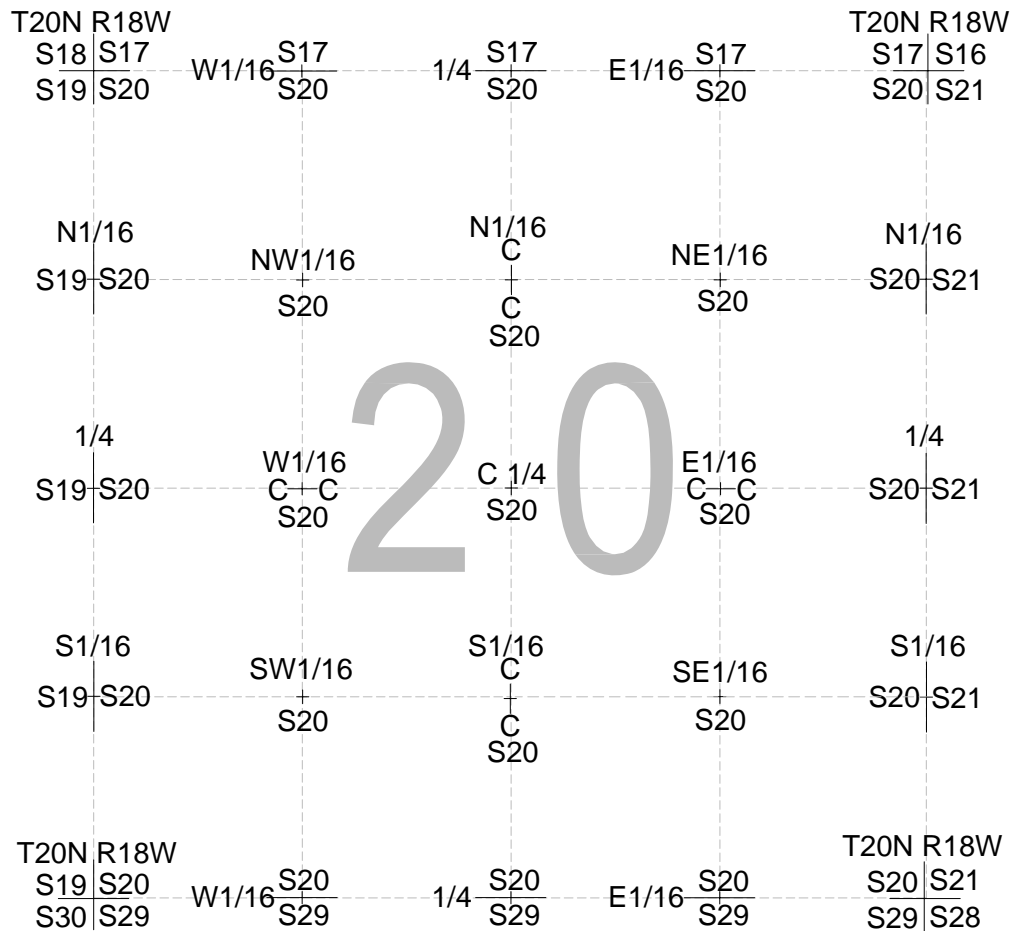 T20N R18W T20N R18W
S18 S17 S17 S17 S17 S17 S16
W1/16 1/4 E1/16
S19 S20 S20 S20 S20 S20 S21
N1/16 N1/16 N1/16
C
NW1/16 NE1/16
S19 S20 S20 S21
S20 C S20
S20
20
1/4 1/4
W1/16 C 1/4 E1/16
S19 S20 C C C C S20 S21
S20 S20 S20
S1/16 S1/16 S1/16
SW1/16 C SE1/16
S19 S20 S20 S21
S20 C S20
S20
T20N R18W T20N R18W
S19 S20 S20 S20 S20 S20 S21
W1/16 1/4 E1/16
S30 S29 S29 S29 S29 S29 S28